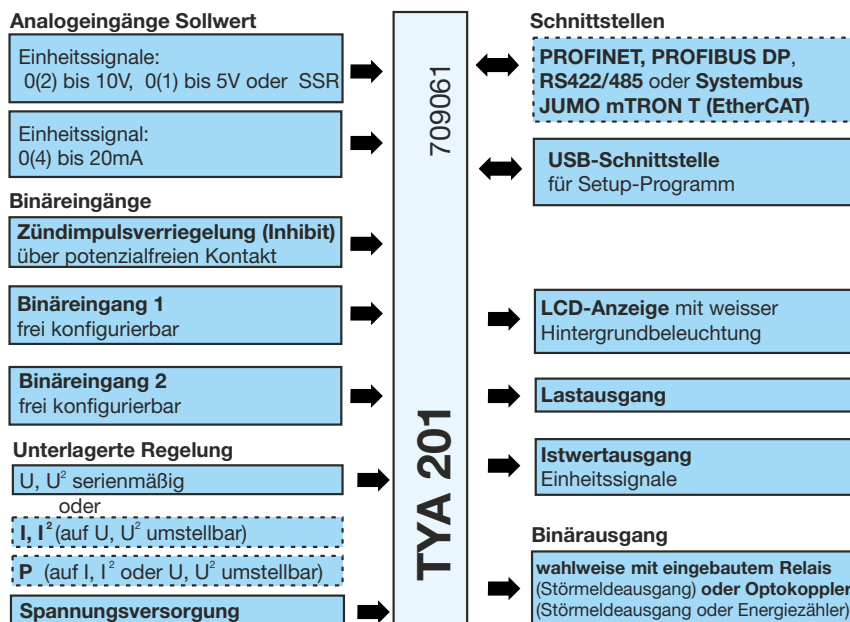 Analogeingänge Sollwert
Einheitssignale:
0(2) bis 10V, 0(1) bis 5V oder SSR
Einheitssignal:
0(4) bis 20mA
Binäreingänge
Zündimpulsverriegelung (Inhibit)
über potenzialfreien Kontakt
Binäreingang 1
frei konfigurierbar
Binäreingang 2
frei konfigurierbar
Unterlagerte Regelung
U, U² serienmäßig
oder
I, I² (auf U, U² umstellbar)
P (auf I, I² oder U, U² umstellbar)
Spannungsversorgung
709061
TYA 201
Schnittstellen
PROFINET, PROFIBUS DP,
RS422/485 oder Systembus
JUMO mTRON T (EtherCAT)
USB-Schnittstelle
für Setup-Programm
LCD-Anzeige mit weisser
Hintergrundbeleuchtung
Lastausgang
Istwertausgang
Einheitssignale
Binärausgang
wahlweise mit eingebautem Relais
(Störmeldeausgang) oder Optokoppler
(Störmeldeausgang oder Energiezähler)